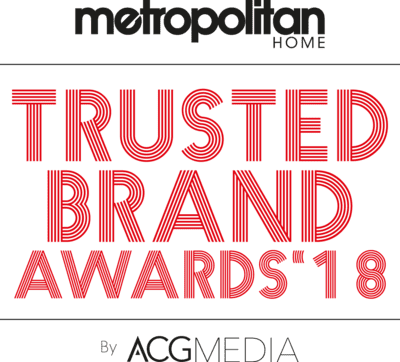 metropolitan
HOME
TRUSTED
BRAND
AWARDS“18
By ACGMEDIA